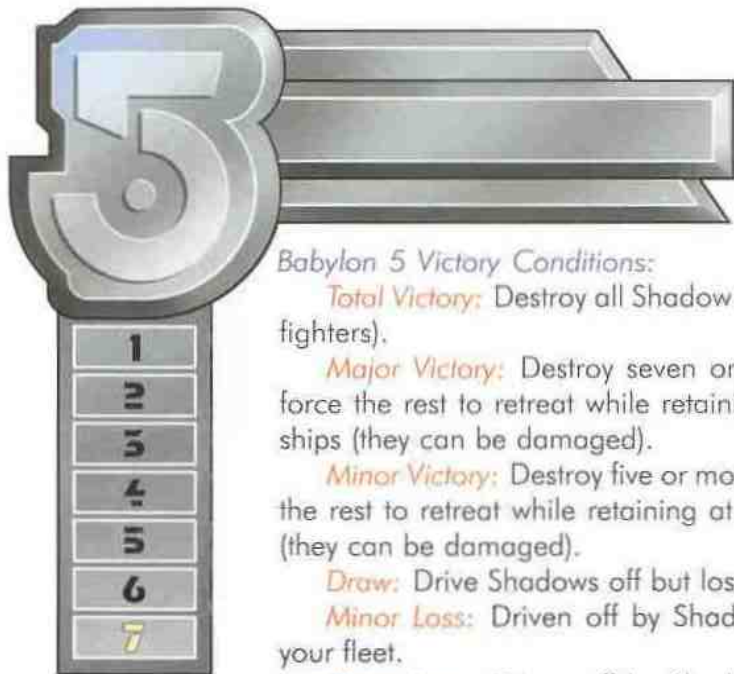 5
Babylon 5 Victory Conditions:
Total Victory: Destroy all Shadow
fighters).
Major Victory: Destroy seven or
force the rest to retreat while retain
ships (they can be damaged).
Minor Victory: Destroy five or mo
the rest to retreat while retaining at
(they can be damaged).
Draw: Drive Shadows off but los
Minor Loss: Driven off by Shad
your fleet.
1
2
3
4
5
6
7